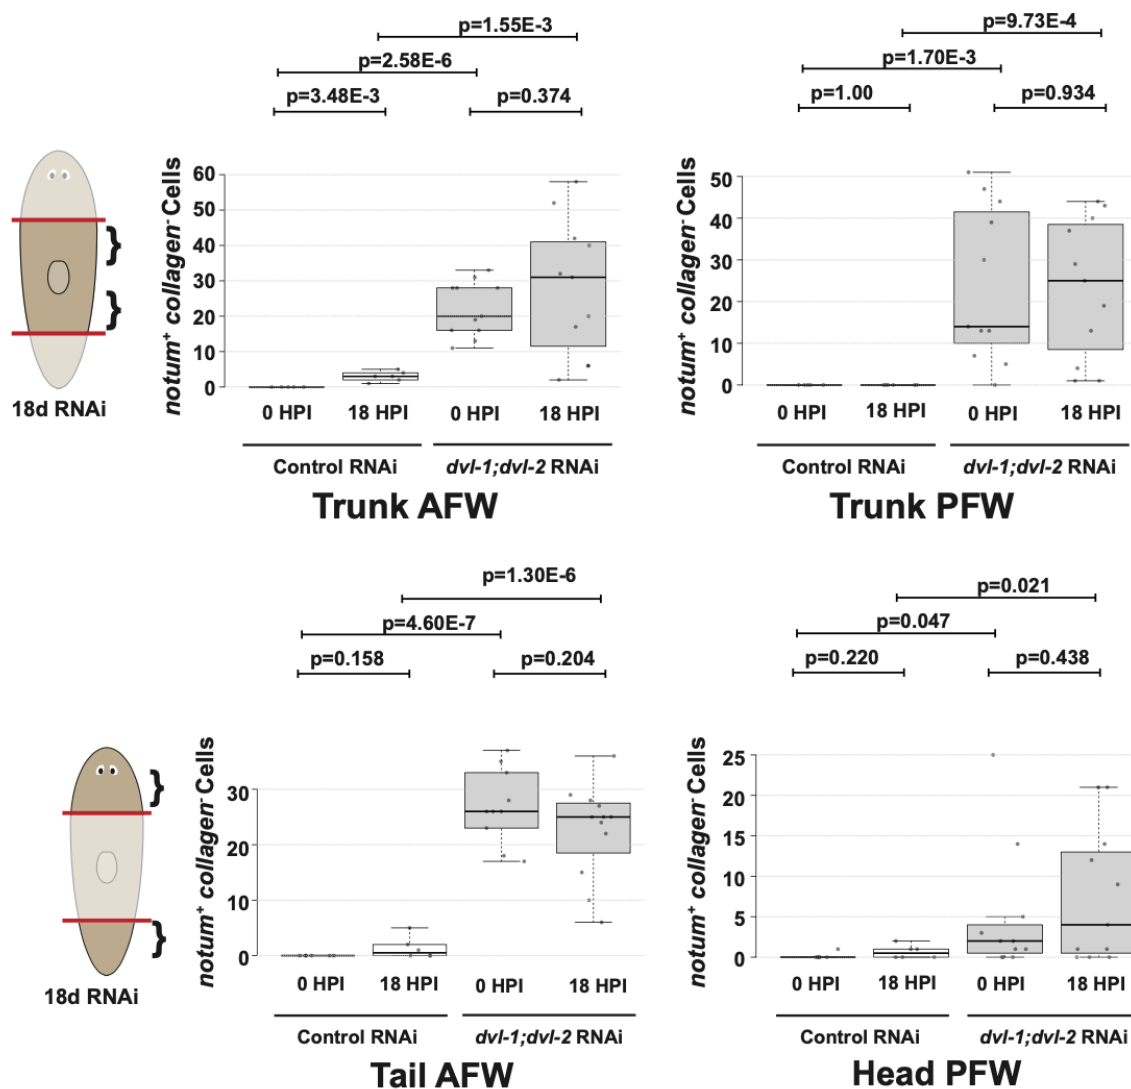 p=1.55E-3
p=2.58E-6
p=3.48E-3 p=0.374
notum+ collagen- Cells
60
50
40
30
20
10
0
0 HPI 18 HPI 0 HPI 18 HPI
Control RNAi dvl-1;dvl-2 RNAi
Trunk AFW
18d RNAi
p=9.73E-4
p=1.70E-3
p=1.00 p=0.934
notum+ collagen- Cells
50
40
30
20
10
0
0 HPI 18 HPI 0 HPI 18 HPI
Control RNAi dvl-1;dvl-2 RNAi
Trunk PFW
p=1.30E-6
p=4.60E-7
p=0.158 p=0.204
notum+ collagen- Cells
30
20
10
0
0 HPI 18 HPI 0 HPI 18 HPI
Control RNAi dvl-1;dvl-2 RNAi
Tail AFW
18d RNAi
p=0.021
p=0.047
p=0.220 p=0.438
notum+ collagen- Cells
25
20
15
10
5
0
0 HPI 18 HPI 0 HPI 18 HPI
Control RNAi dvl-1;dvl-2 RNAi
Head PFW